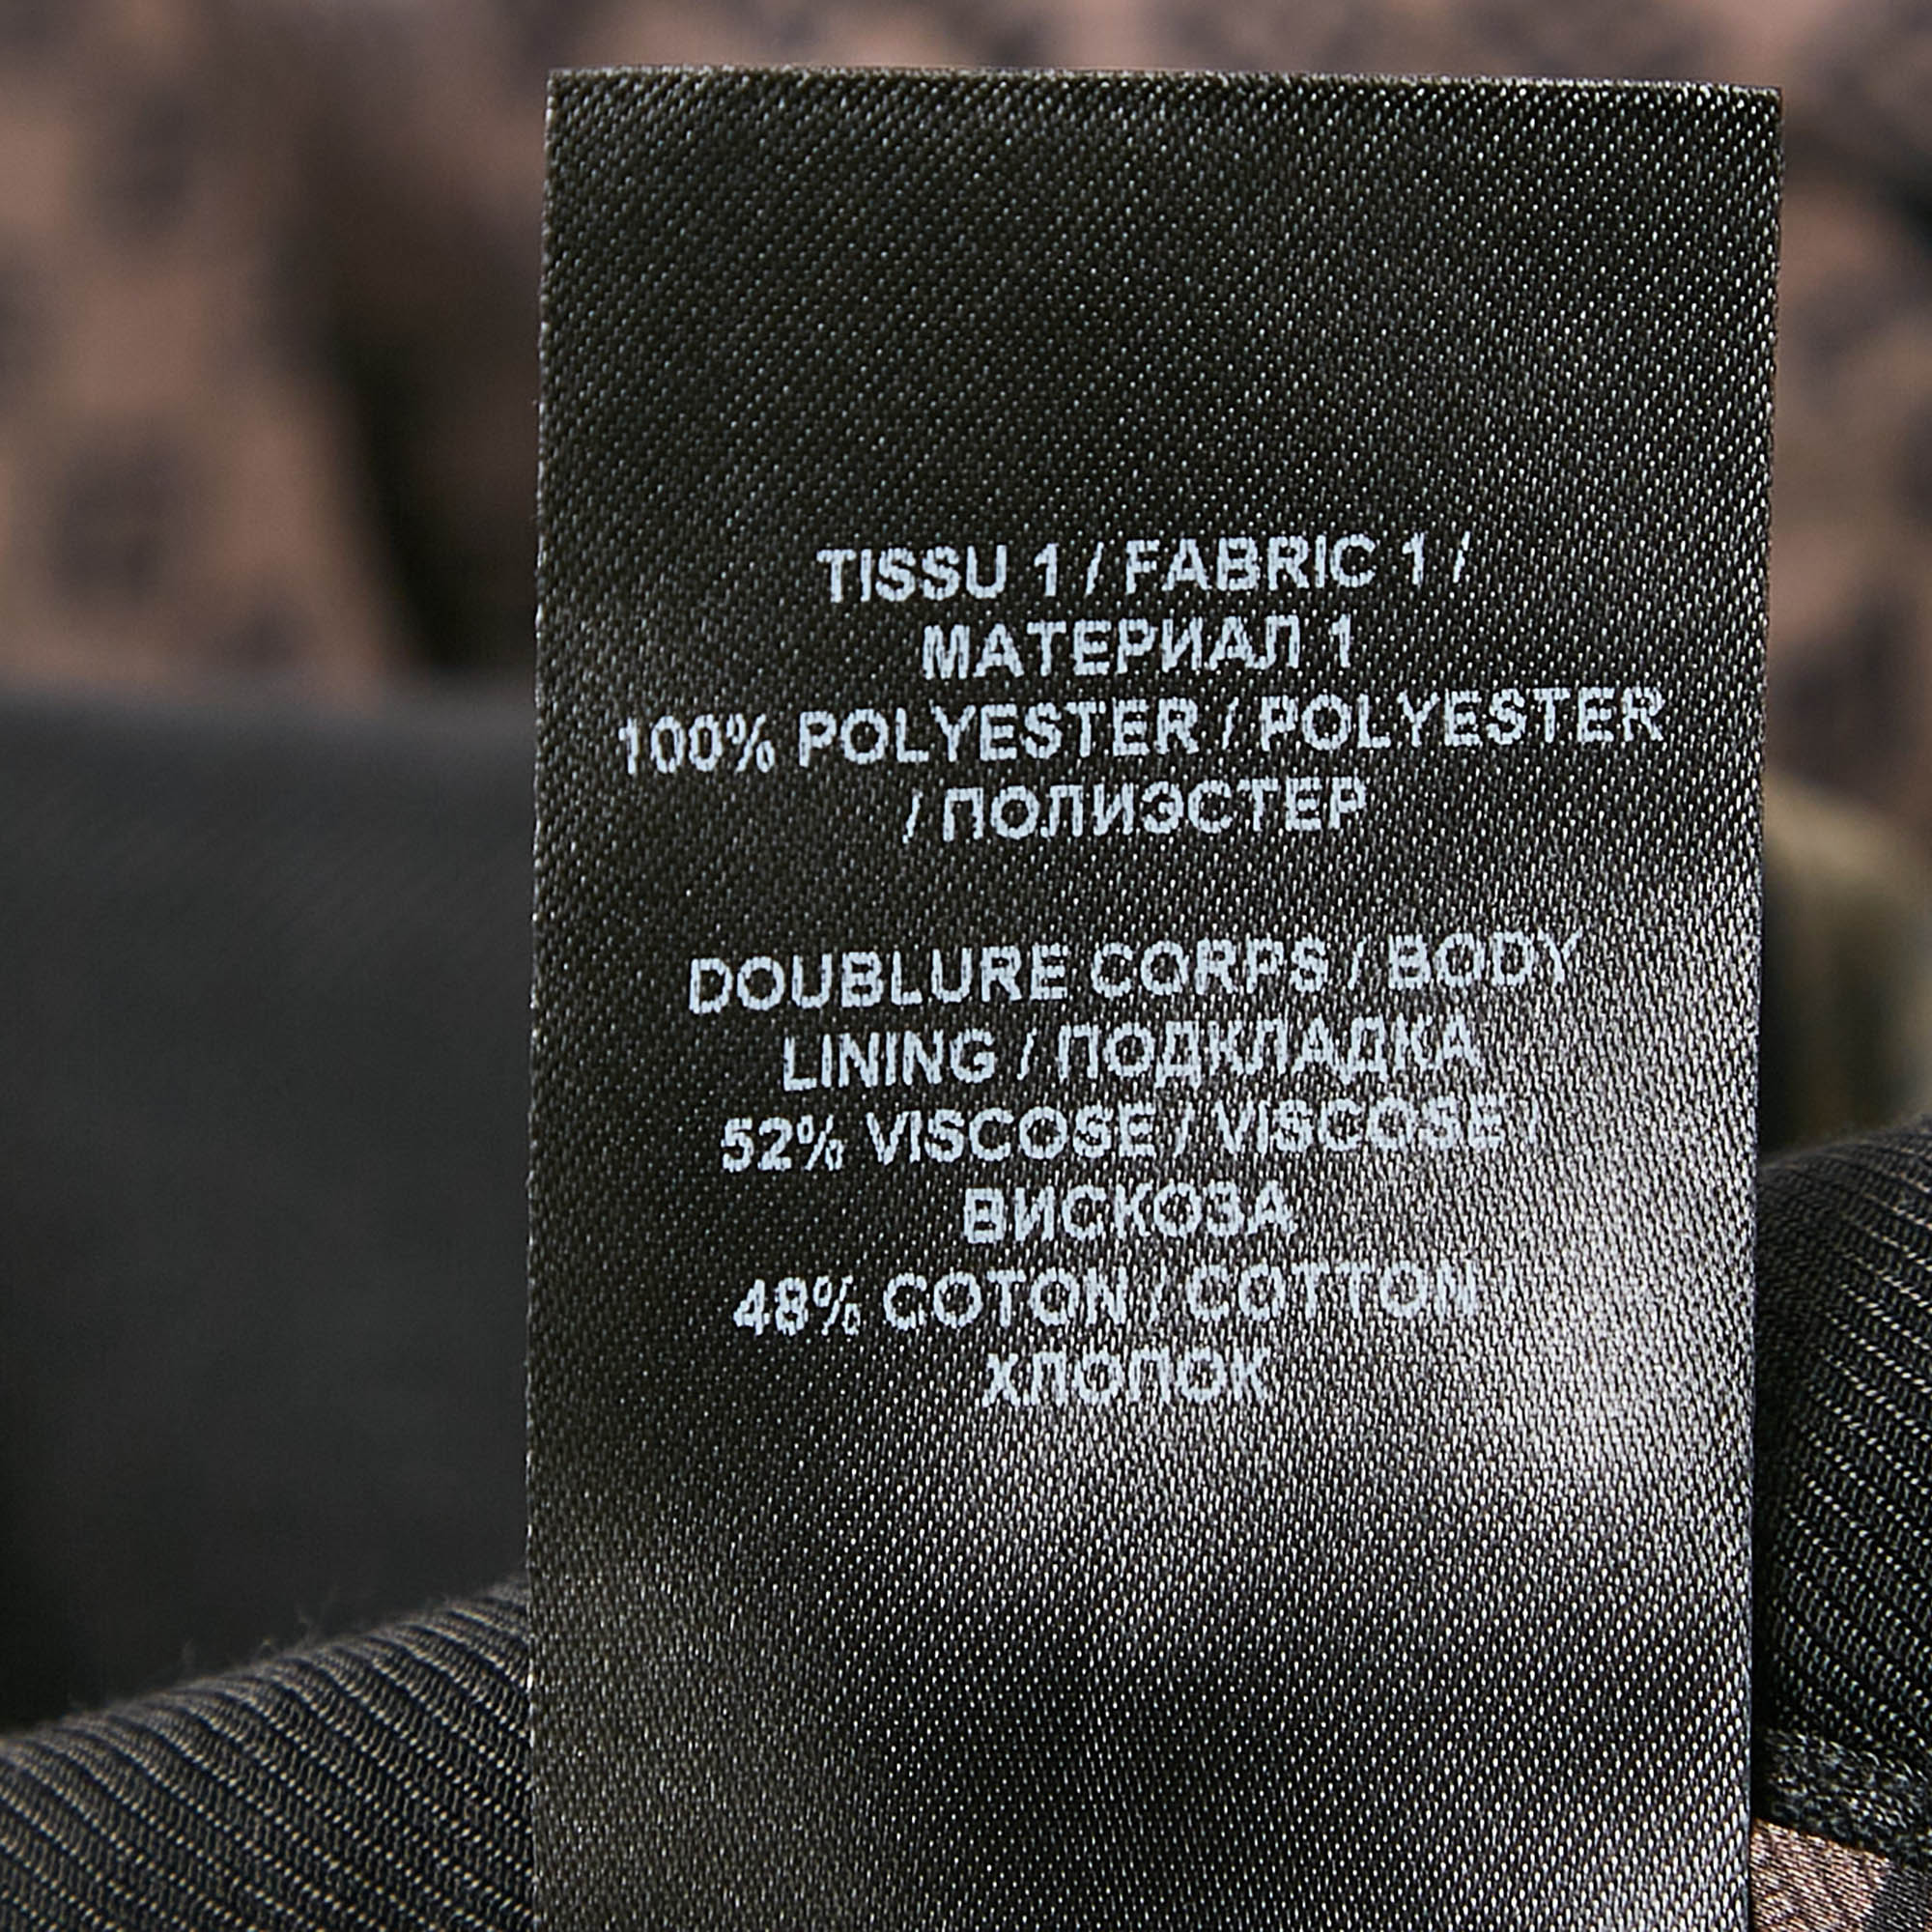 TISSU 1 / FABRIC 1 /
МАТЕРИАЛ 1
100% POLYESTER / POLYESTER
/ ПОЛИЭСТЕР
DOUBLURE CORPS / BODY
LINING / ПОДКЛАДКА
52% VISCOSE / VISCOSE /
ВИСКОЗА
48% COTON / COTTON /
ХЛОПОК